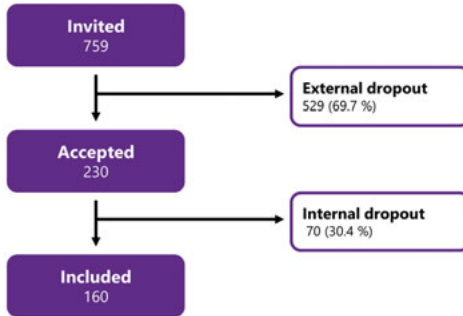 Invited
759
External dropout
529 (69.7 %)
Accepted
230
Internal dropout
70 (30.4 %)
Included
160